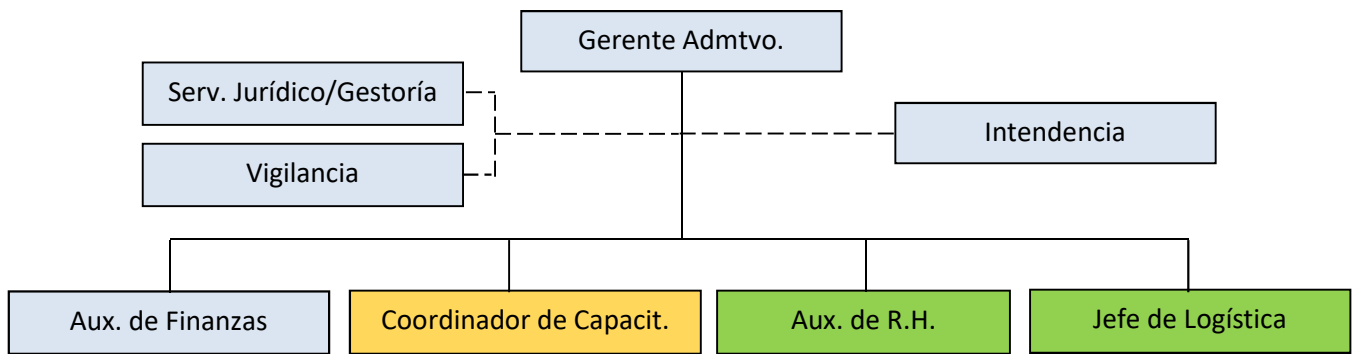 Gerente Admtvo.
Serv. Jurídico/Gestoría
Intendencia
Vigilancia
Aux. de Finanzas
Coordinador de Capacit.
Aux. de R.H.
Jefe de Logística